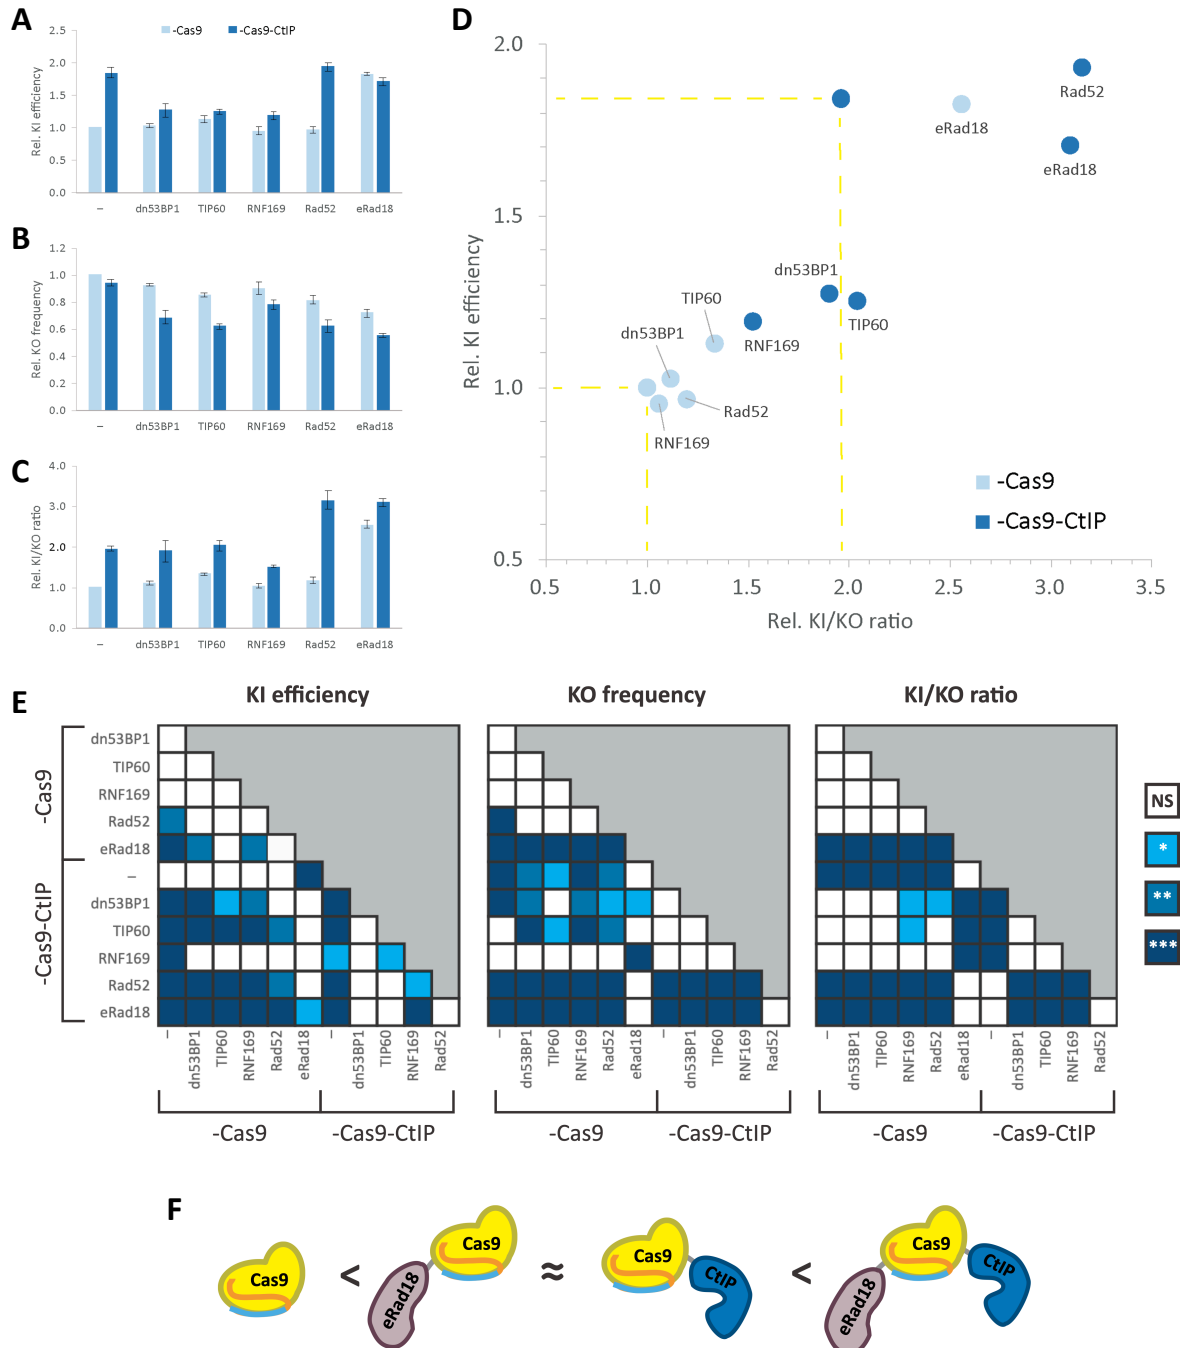 A
-Cas9 -Cas9-CtIP
Rel. KI efficiency
2.5
2.0
1.5
1.0
0.5
0.0
– dn53BP1 TIP60 RNF169 Rad52 eRad18
B
Rel. KO frequency
1.2
1.0
0.8
0.6
0.4
0.2
0.0
– dn53BP1 TIP60 RNF169 Rad52 eRad18
C
Rel. KI/KO ratio
4.0
3.0
2.0
1.0
0.0
– dn53BP1 TIP60 RNF169 Rad52 eRad18
D
Rel. KI efficiency
2.0
1.5
1.0
0.5
Rad52
eRad18
eRad18
dn53BP1
TIP60
TIP60
RNF169
dn53BP1
Rad52
RNF169
-Cas9
-Cas9-CtIP
0.5 1.0 1.5 2.0 2.5 3.0 3.5
Rel. KI/KO ratio
E
KI efficiency KO frequency KI/KO ratio
-Cas9
dn53BP1
TIP60
RNF169
Rad52
eRad18
-Cas9-CtIP
–
dn53BP1
TIP60
RNF169
Rad52
eRad18
NS
*
**
***
– dn53BP1 TIP60 RNF169 Rad52 eRad18 – dn53BP1 TIP60 RNF169 Rad52
-Cas9 -Cas9-CtIP
– dn53BP1 TIP60 RNF169 Rad52 eRad18 – dn53BP1 TIP60 RNF169 Rad52
-Cas9 -Cas9-CtIP
– dn53BP1 TIP60 RNF169 Rad52 eRad18 – dn53BP1 TIP60 RNF169 Rad52
-Cas9 -Cas9-CtIP
F
Cas9 < eRad18 Cas9 ≈ Cas9 CtIP < eRad18 Cas9 CtIP